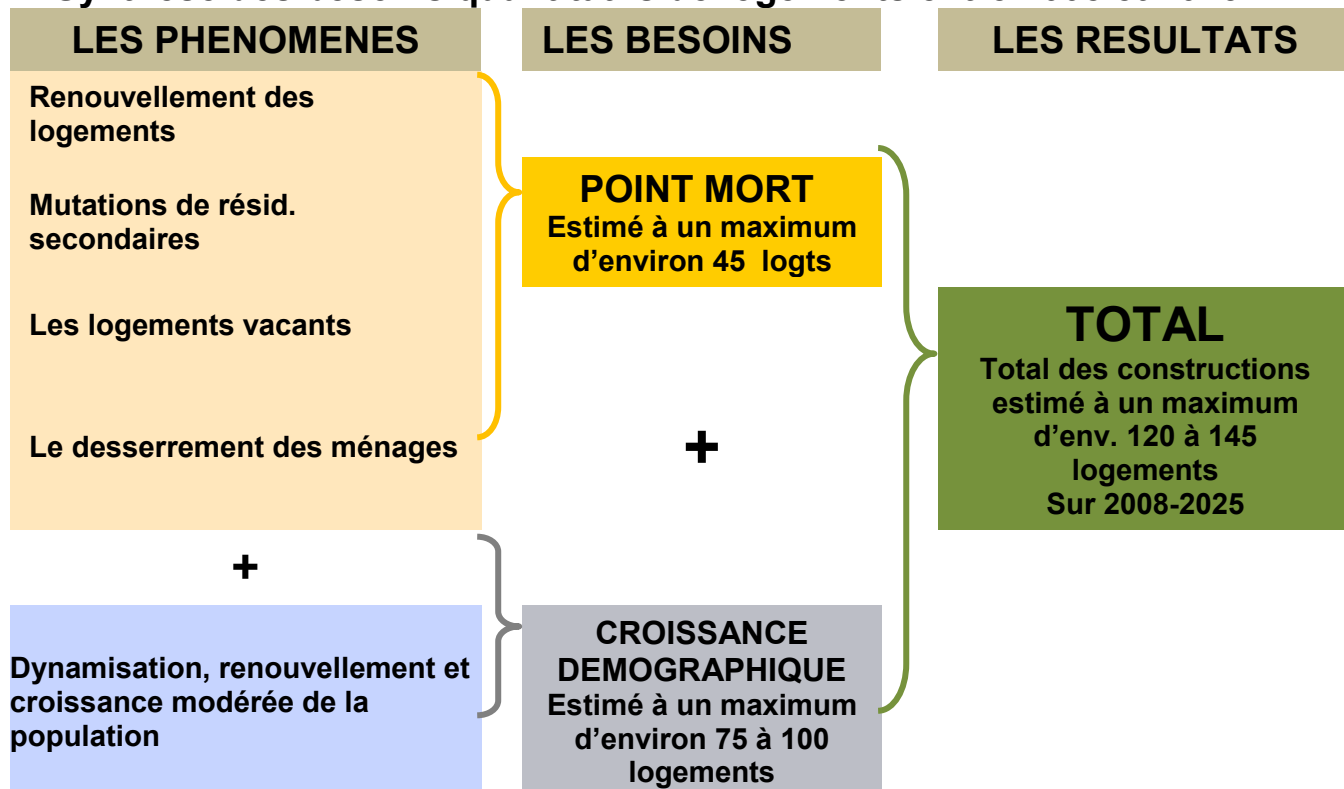 LES PHENOMENES
LES BESOINS
LES RESULTATS
Renouvellement des
logements
Mutations de résid.
secondaires
Les logements vacants
Le desserrement des ménages
+
Dynamisation, renouvellement et
croissance modérée de la
population
POINT MORT
Estimé à un maximum
d’environ 45 logts
+
CROISSANCE
DEMOGRAPHIQUE
Estimé à un maximum
d’environ 75 à 100
logements
TOTAL
Total des constructions
estimé à un maximum
d’env. 120 à 145
logements
Sur 2008-2025